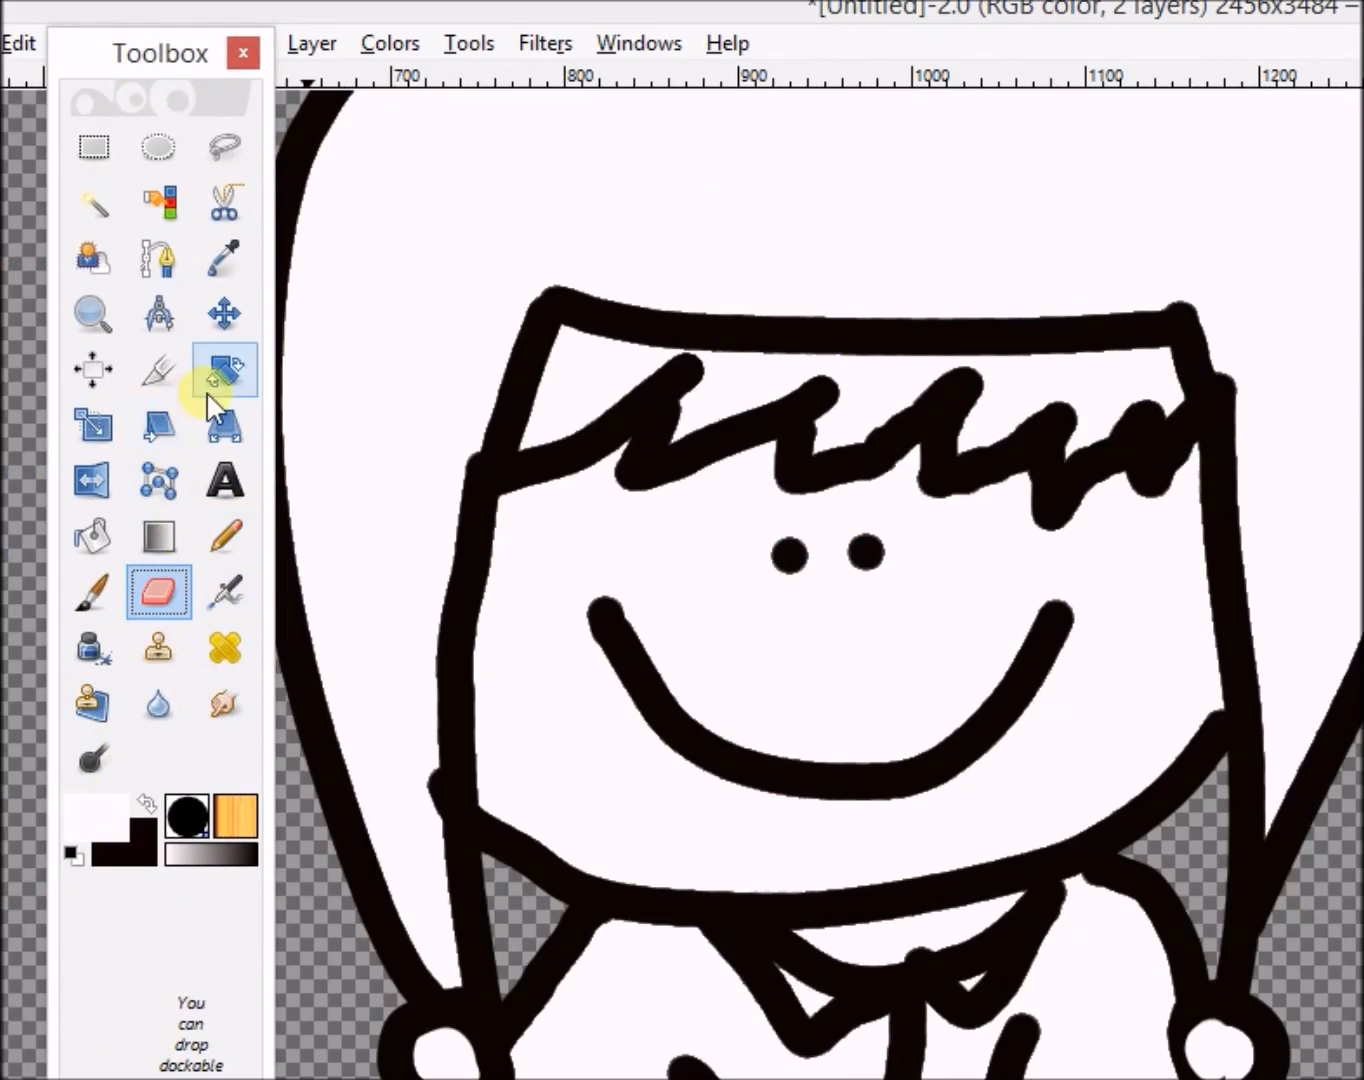 *[Untitled]-2.0 (RGB color, 2 layers) 2456x3484 –
Edit Layer Colors Tools Filters Windows Help
Toolbox x
700 800 900 1000 1100 1200
A
You
can
drop
dockable